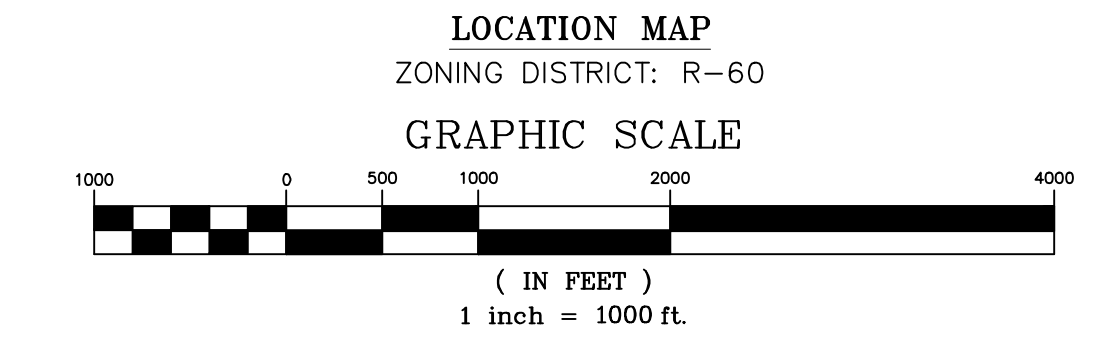 LOCATION MAP
ZONING DISTRICT: R-60
GRAPHIC SCALE
1000 0 500 1000 2000 4000
( IN FEET )
1 inch = 1000 ft.